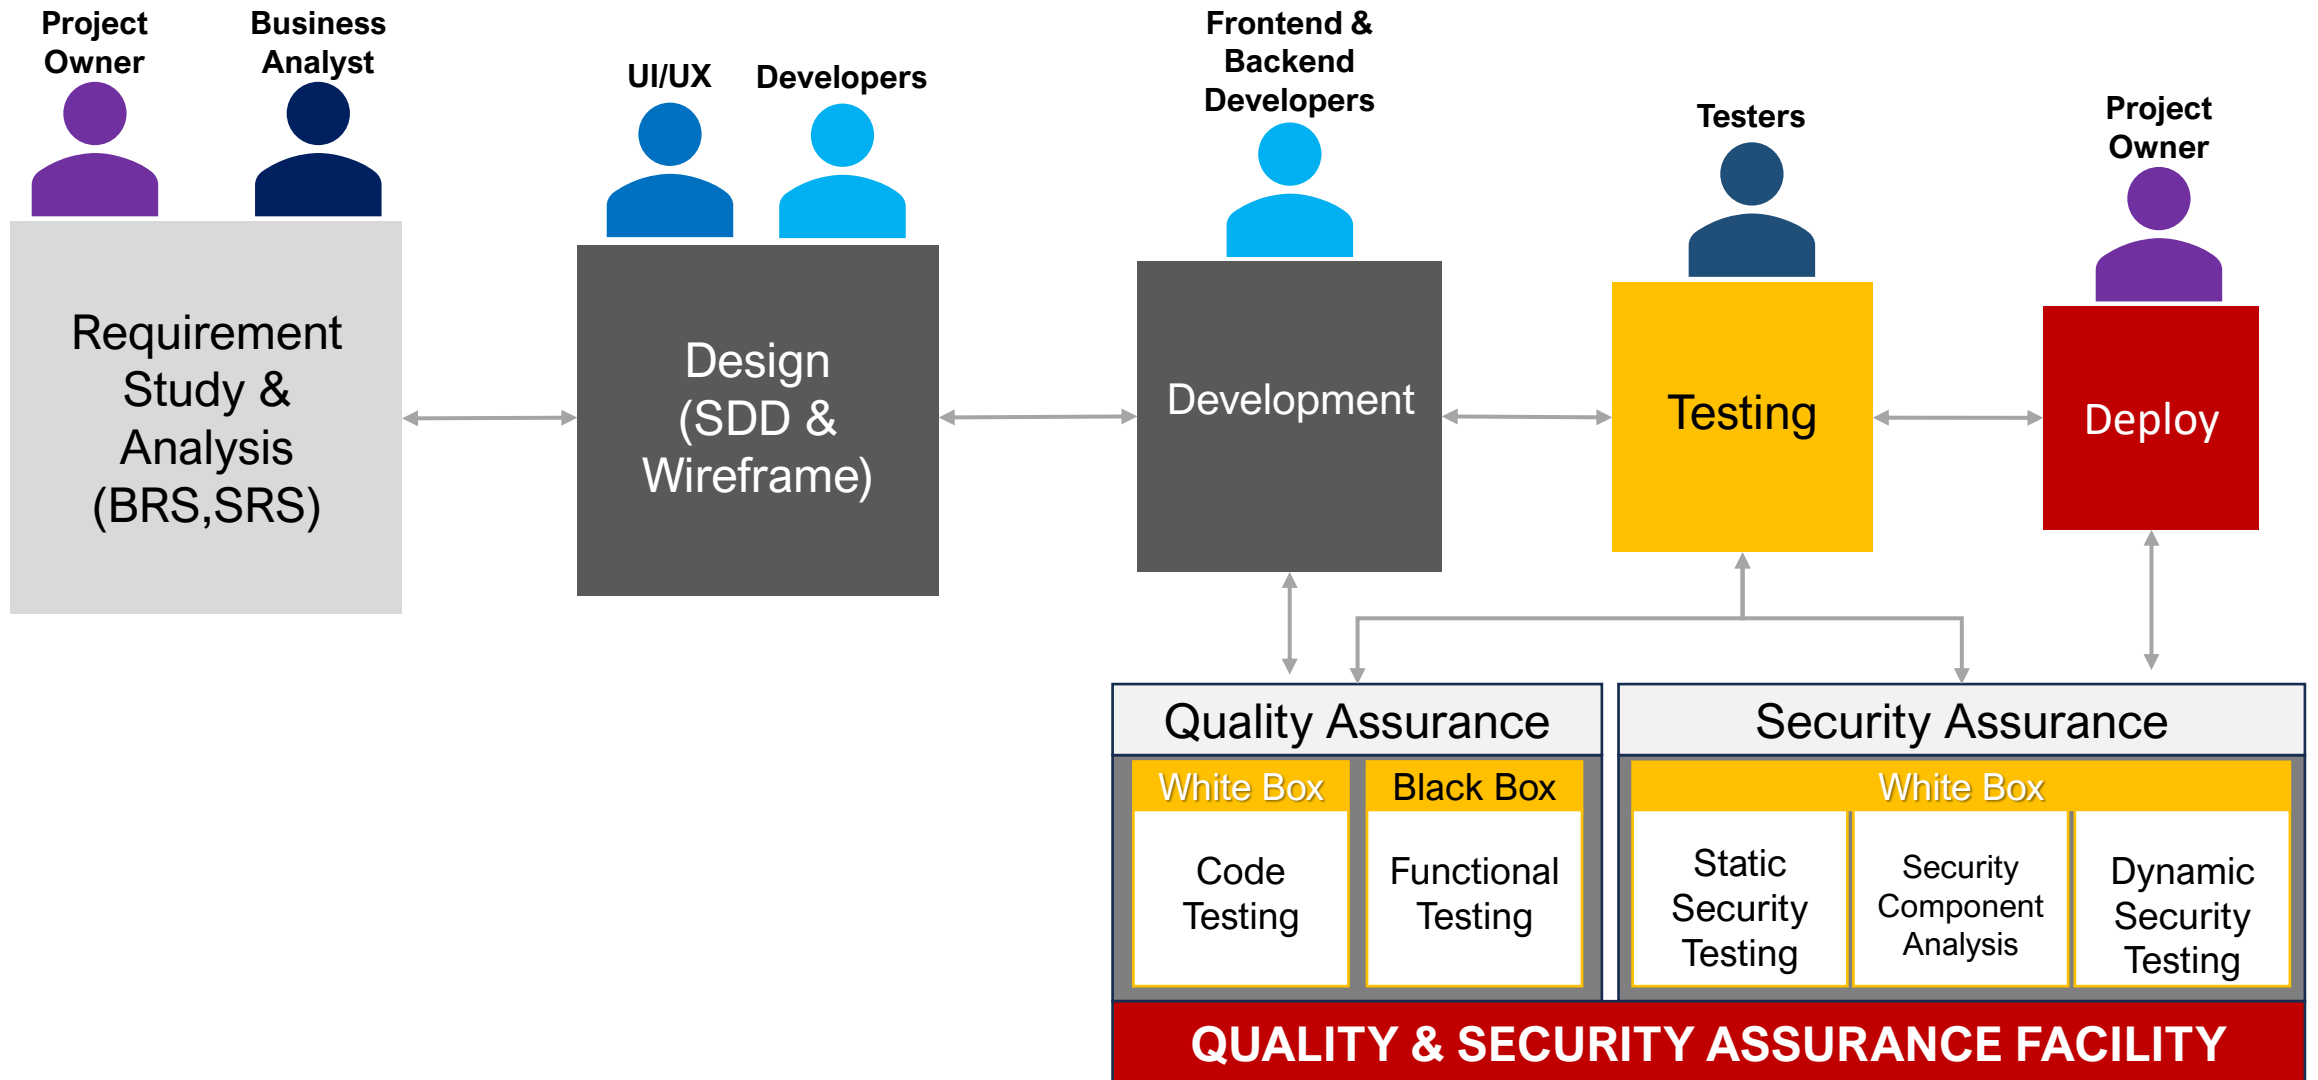 Project
Owner
Business
Analyst
UI/UX
Developers
Frontend &
Backend
Developers
Testers
Project
Owner
Requirement
Study &
Analysis
(BRS,SRS)
Design
(SDD &
Wireframe)
Development
Testing
Deploy
Quality Assurance
White Box
Black Box
Code
Testing
Functional
Testing
Security Assurance
White Box
Static
Security
Testing
Security
Component
Analysis
Dynamic
Security
Testing
QUALITY & SECURITY ASSURANCE FACILITY